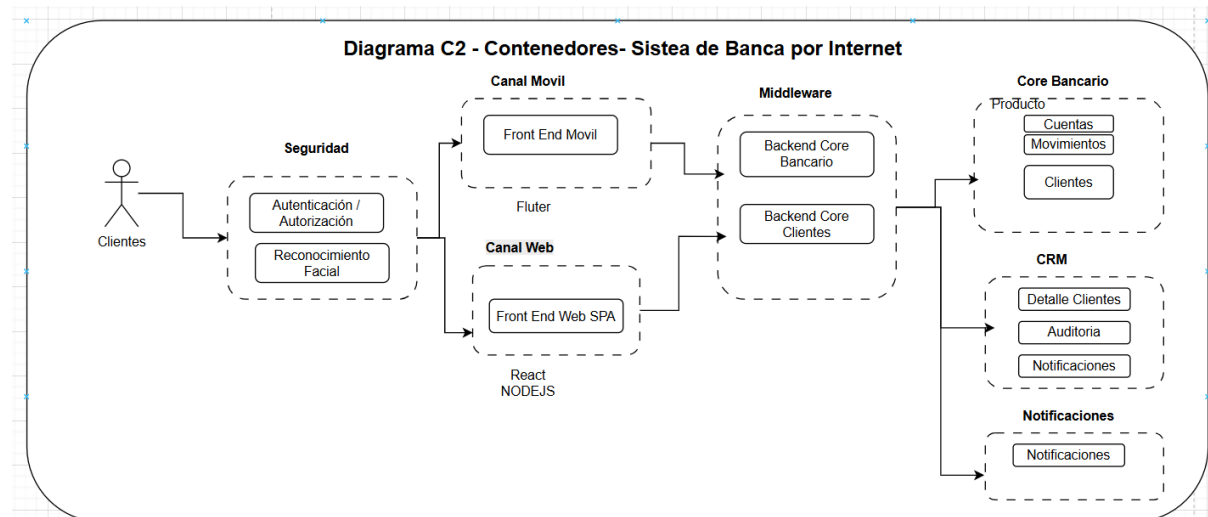 Diagrama C2 - Contenedores- Sistea de Banca por Internet
Clientes
Seguridad
Autenticación /
Autorización
Reconocimiento
Facial
Canal Movil
Front End Movil
Fluter
Canal Web
Front End Web SPA
React
NODEJS
Middleware
Backend Core
Bancario
Backend Core
Clientes
Core Bancario
Producto
Cuentas
Movimientos
Clientes
CRM
Detalle Clientes
Auditoria
Notificaciones
Notificaciones
Notificaciones